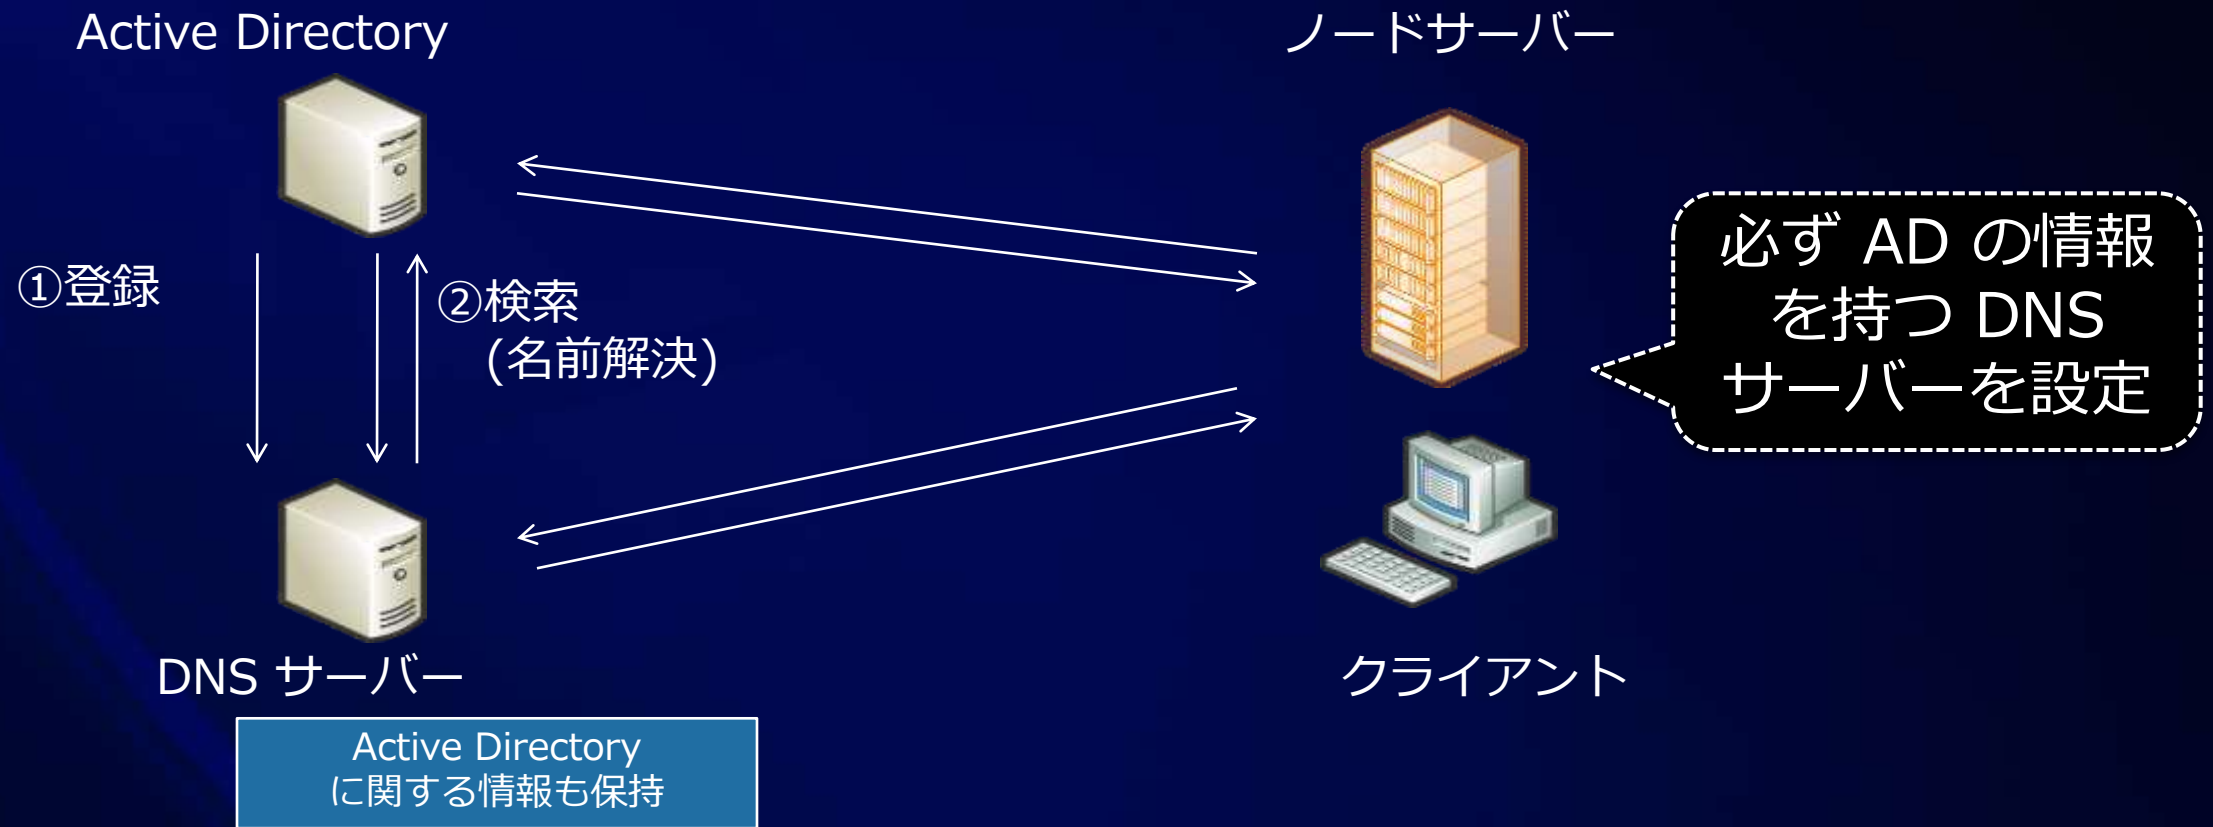 Active Directory
ノードサーバー
①登録
②検索
(名前解決)
必ず AD の情報
を持つ DNS
サーバーを設定
DNS サーバー
クライアント
Active Directory
に関する情報も保持